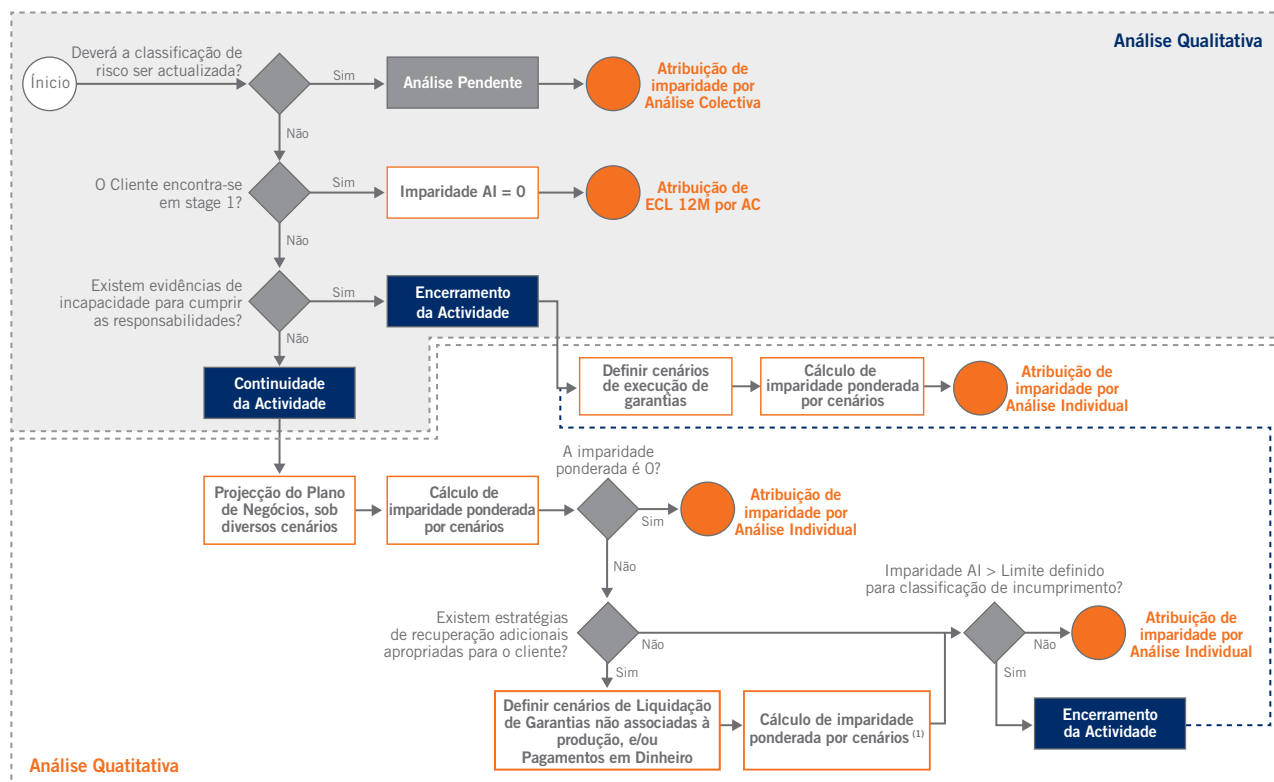 Análise Qualitativa
Deverá a classificação de
risco ser actualizada?
Ínicio
Sim
Análise Pendente
Atribuição de
imparidade por
Análise Colectiva
Não
O Cliente encontra-se
em stage 1?
Sim
Imparidade AI = 0
Atribuição de
ECL 12M por AC
Não
Existem evidências de
incapacidade para cumprir
as responsabilidades?
Sim
Encerramento
da Actividade
Não
Continuidade
da Actividade
Definir cenários
de execução de
garantias
Cálculo de
imparidade ponderada
por cenários
Atribuição de
imparidade por
Análise Individual
Projecção do Plano
de Negócios, sob
diversos cenários
Cálculo de
imparidade ponderada
por cenários
A imparidade
ponderada é 0?
Sim
Atribuição de
imparidade por
Análise Individual
Não
Existem estratégias
de recuperação adicionais
apropriadas para o cliente?
Não
Sim
Definir cenários de Liquidação
de Garantias não associadas à
produção, e/ou
Pagamentos em Dinheiro
Cálculo de imparidade
ponderada por cenários (1)
Imparidade AI > Limite definido
para classificação de incumprimento?
Não
Atribuição de
imparidade por
Análise Individual
Sim
Encerramento
da Actividade
Análise Quatitativa